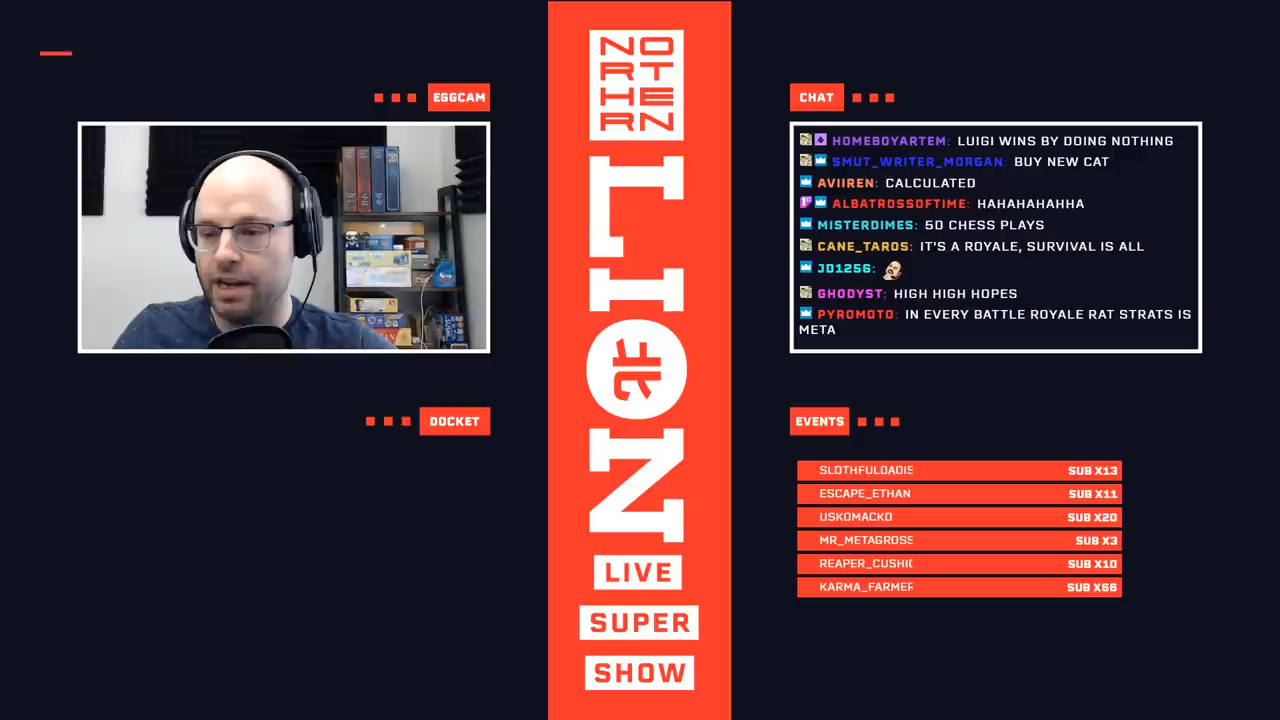 EGGCAM
DOCKET
NO
RT
HE
RN
LION
LIVE
SUPER
SHOW
CHAT
HOMEBOYARTEM: LUIGI WINS BY DOING NOTHING
SMUT_WRITER_MORGAN: BUY NEW CAT
AVIIREN: CALCULATED
ALBATROSSOFTIME: HAHAHAHAHHA
MISTERDIMES: 5D CHESS PLAYS
CANE_TAROS: IT'S A ROYALE, SURVIVAL IS ALL
JD1256:
GHODYST: HIGH HIGH HOPES
PYROMOTO: IN EVERY BATTLE ROYALE RAT STRATS IS
META
EVENTS
SLOTHFULDADIS SUB X13
ESCAPE_ETHAN SUB X11
USKOMACKO SUB X20
MR_METAGROSS SUB X3
REAPER_CUSHI SUB X10
KARMA_FARMER SUB X66